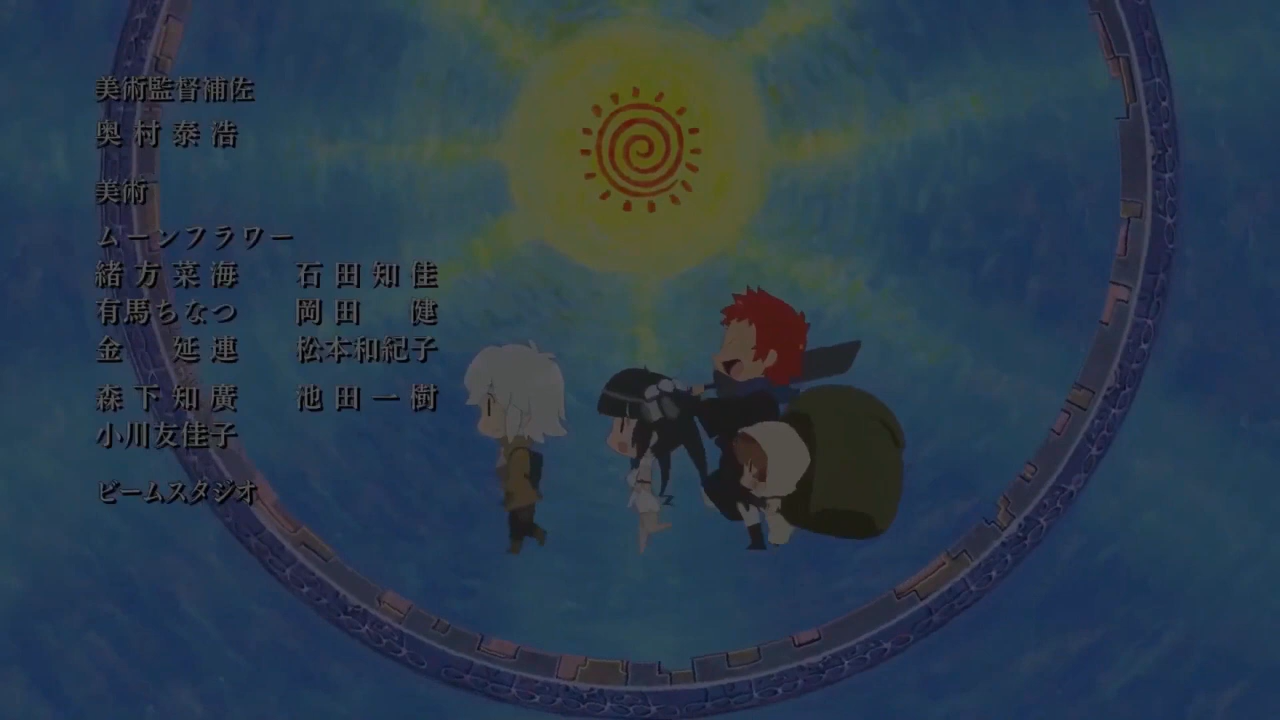 美術監督補佐
奥村泰浩
美術
ムーンフラワー
緒方菜海 石田知佳
有馬ちなつ 岡田 健
金 延連 松本和紀子
森下知廣 池田一樹
小川友佳子
ビームスタジオ